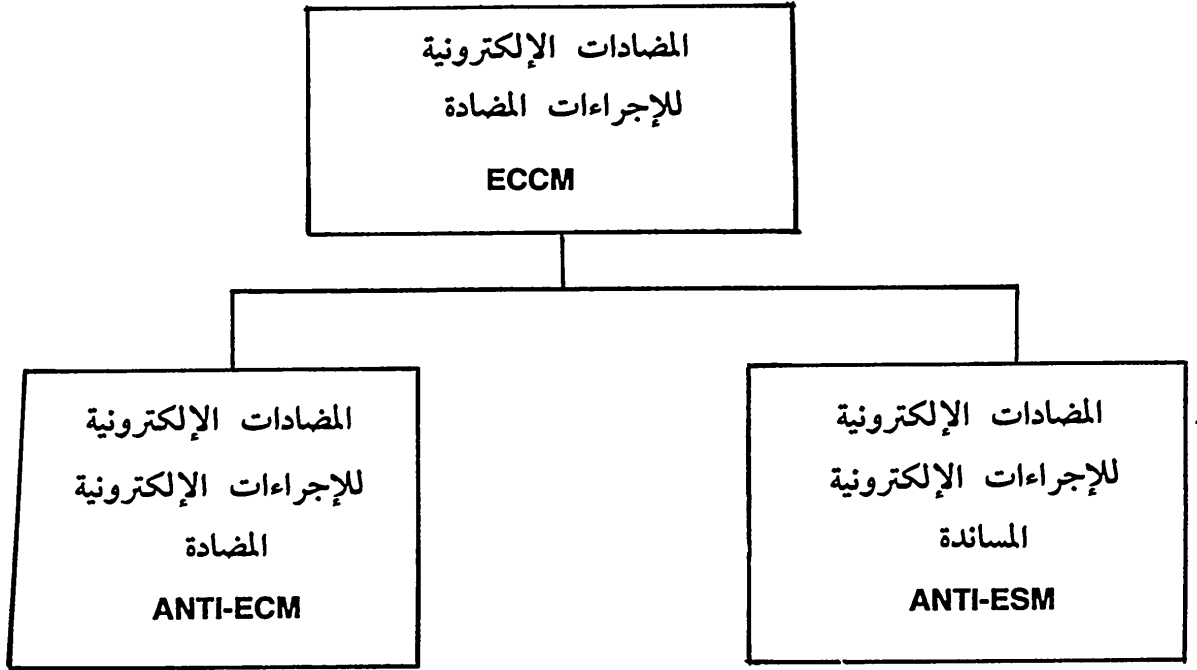 المضادات الإلكترونية
للإجراءات المضادة
ECCM
المضادات الإلكترونية
للإجراءات الإلكترونية
المساندة
ANTI-ESM
المضادات الإلكترونية
للإجراءات الإلكترونية
المضادة
ANTI-ECM